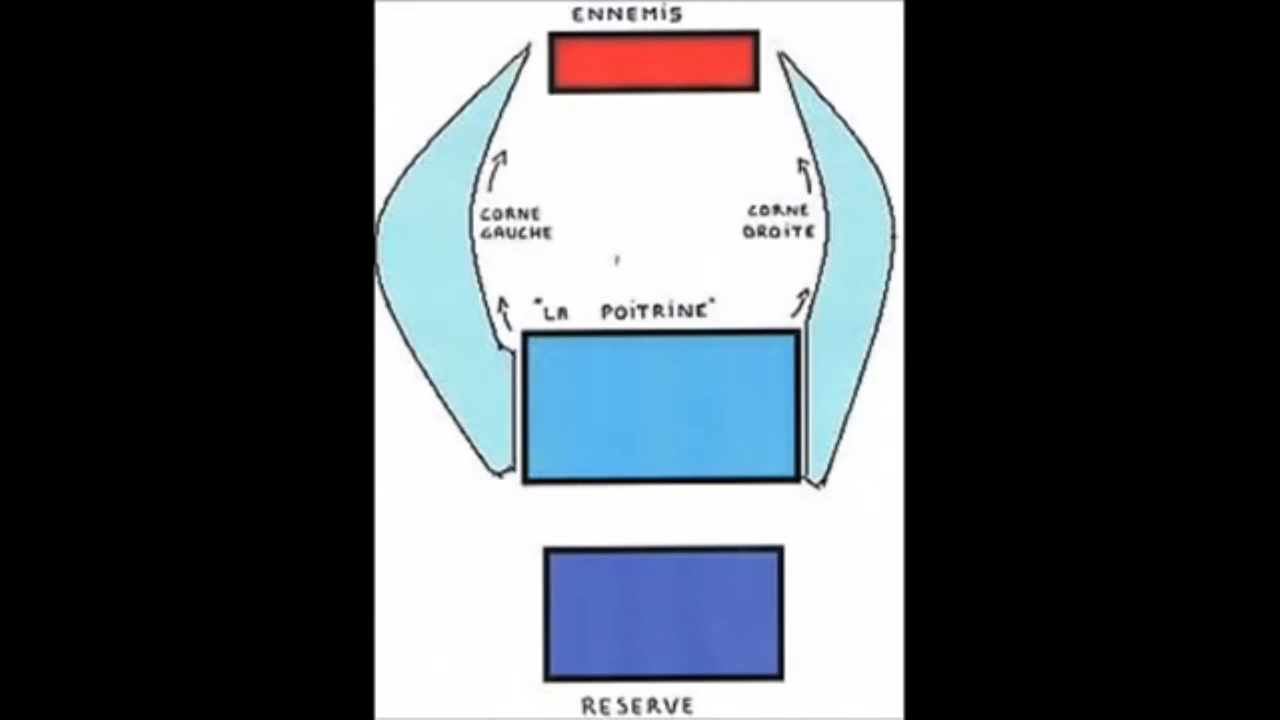 ENNEMiS
CORNE
GAUCHE
CORNE
DROiTE
"LA POiTRiNE"
RESERVE